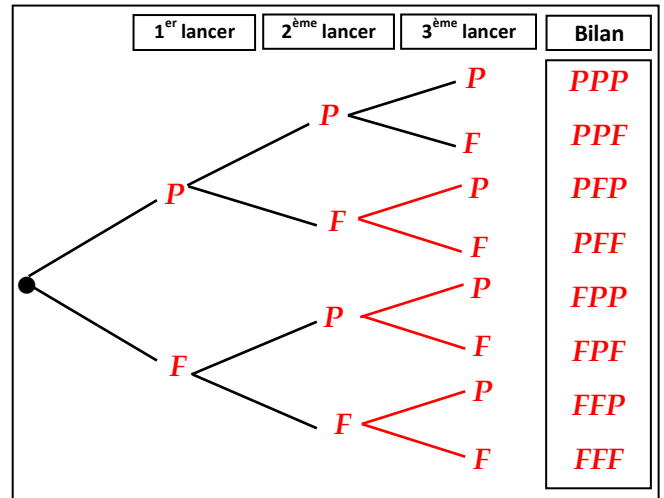 1er lancer 2ème lancer 3ème lancer Bilan
P PPP
P
F PPF
P
P PFP
F
F PFF
P FPP
P
F FPF
F
P FFP
F
F FFF